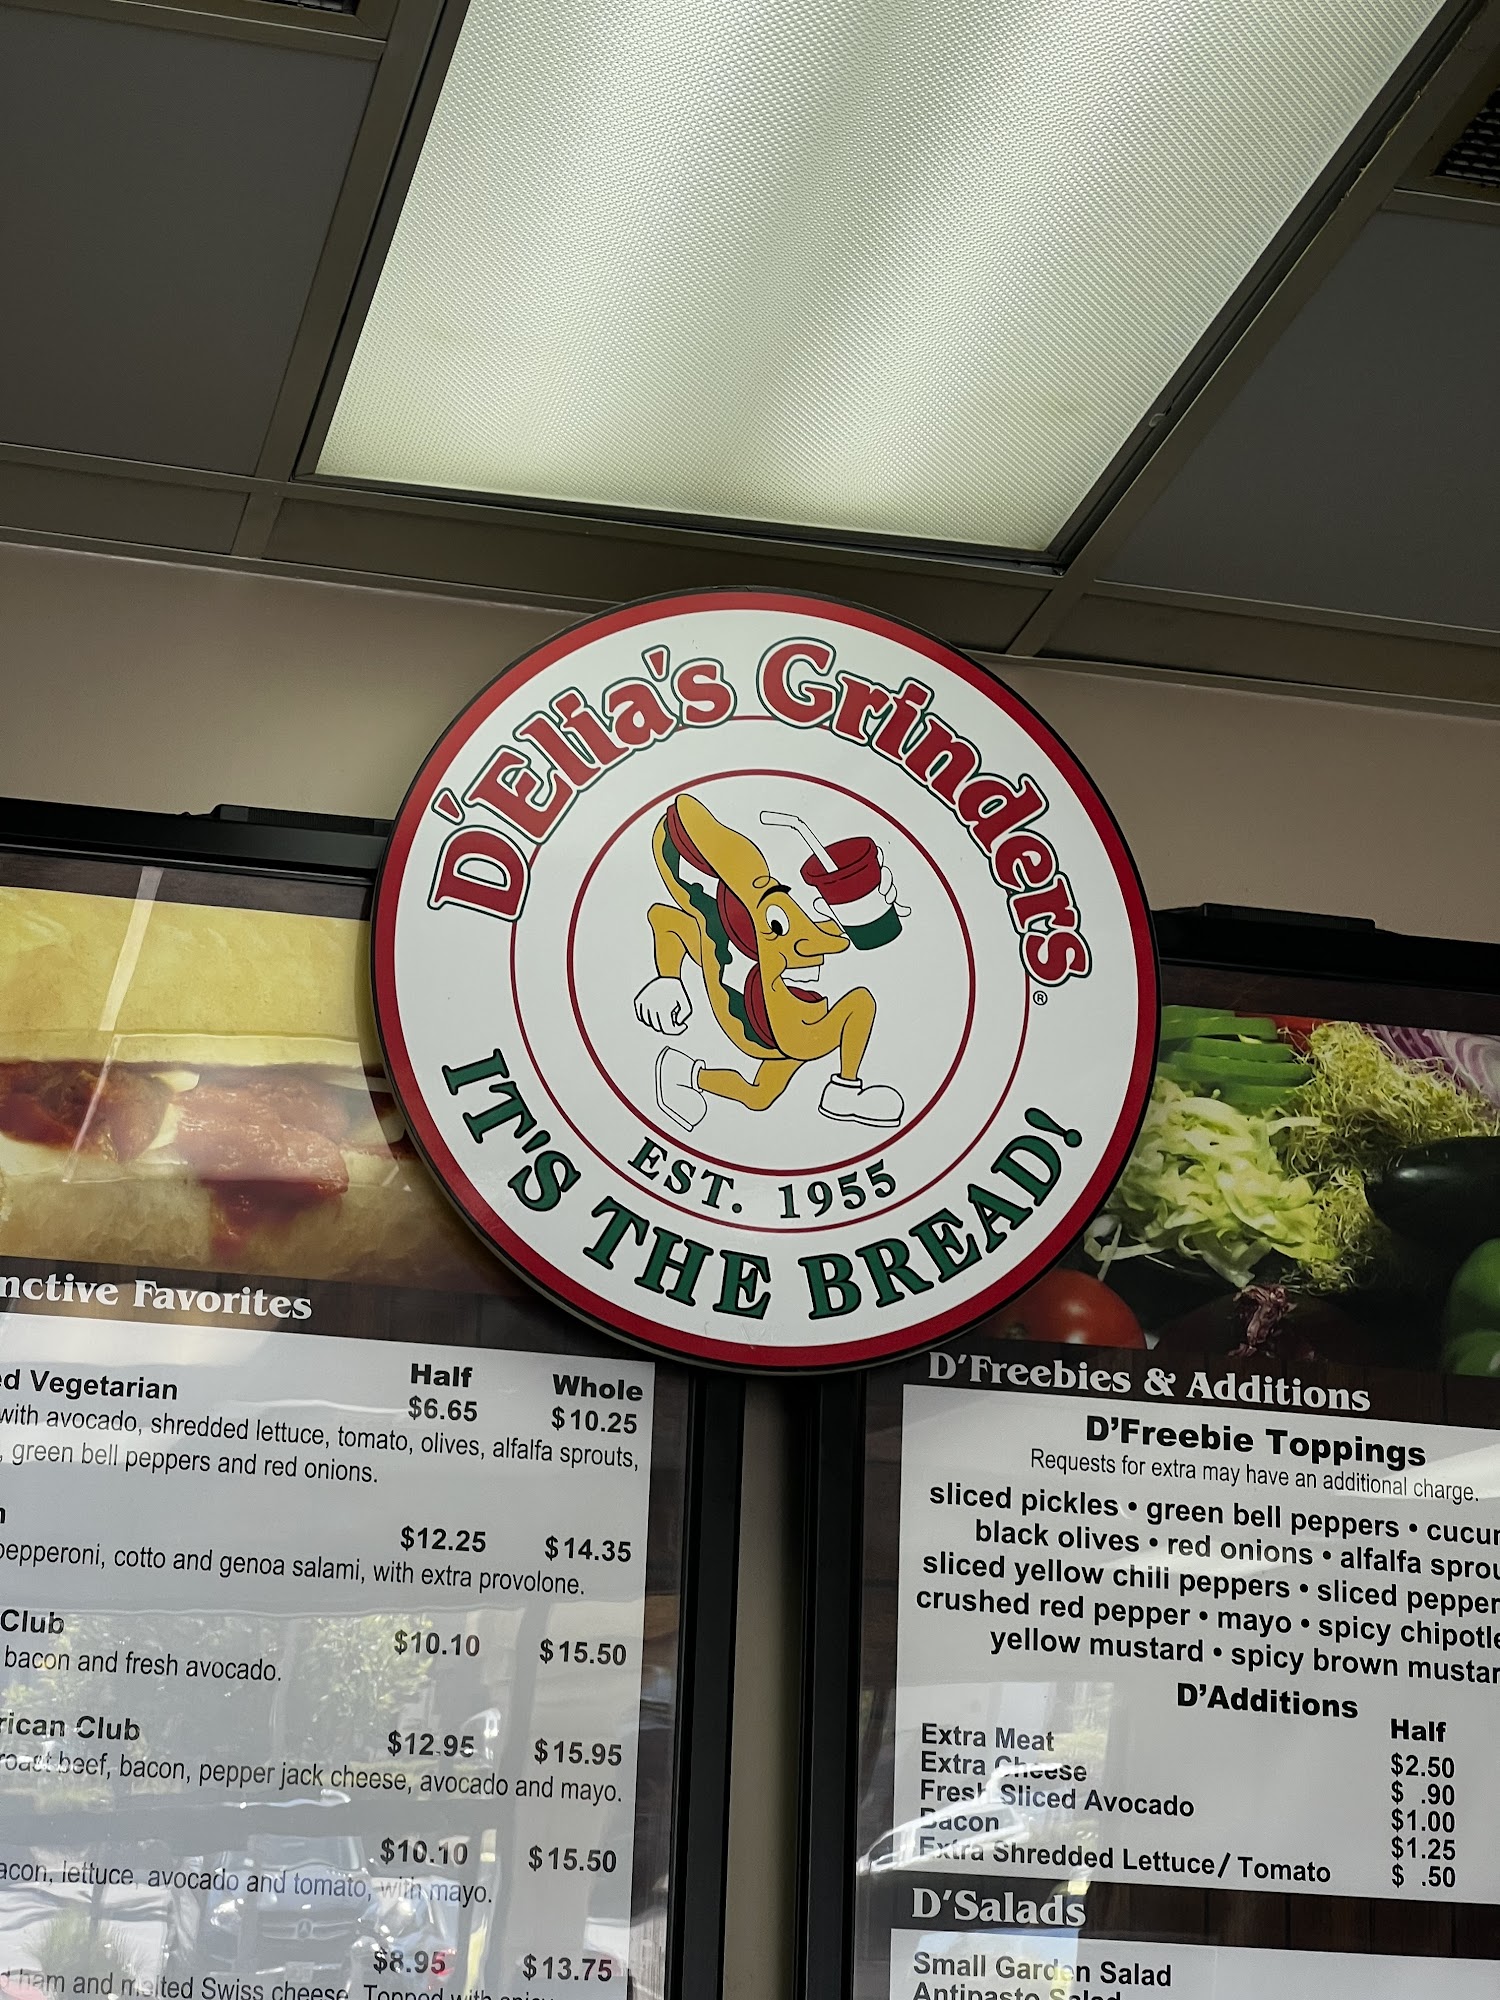 D'Elia's Grinders
®
EST. 1955
IT'S THE BREAD!
Favorites
Half Whole
Vegetarian $6.65 $10.25
with avocado, shredded lettuce, tomato, olives, alfalfa sprouts,
green bell peppers and red onions.
$12.25 $14.35
pepperoni, cotto and genoa salami, with extra provolone.
Club $10.10 $15.50
bacon and fresh avocado.
Club $12.95 $15.95
roast beef, bacon, pepper jack cheese, avocado and mayo.
$10.10 $15.50
lettuce, avocado and tomato, with mayo.
$8.95 $13.75
ham and melted Swiss cheese. Topped with
D'Freebies & Additions
D'Freebie Toppings
Requests for extra may have an additional charge.
sliced pickles • green bell peppers •
black olives • red onions • alfalfa
sliced yellow chili peppers • sliced
crushed red pepper • mayo • spicy
yellow mustard • spicy brown
D'Additions
Half
Extra Meat $2.50
Extra Cheese $ .90
Fresh Sliced Avocado $1.00
Bacon $1.25
Extra Shredded Lettuce/ Tomato $ .50
D'Salads
Small Garden Salad
Antipasto Salad